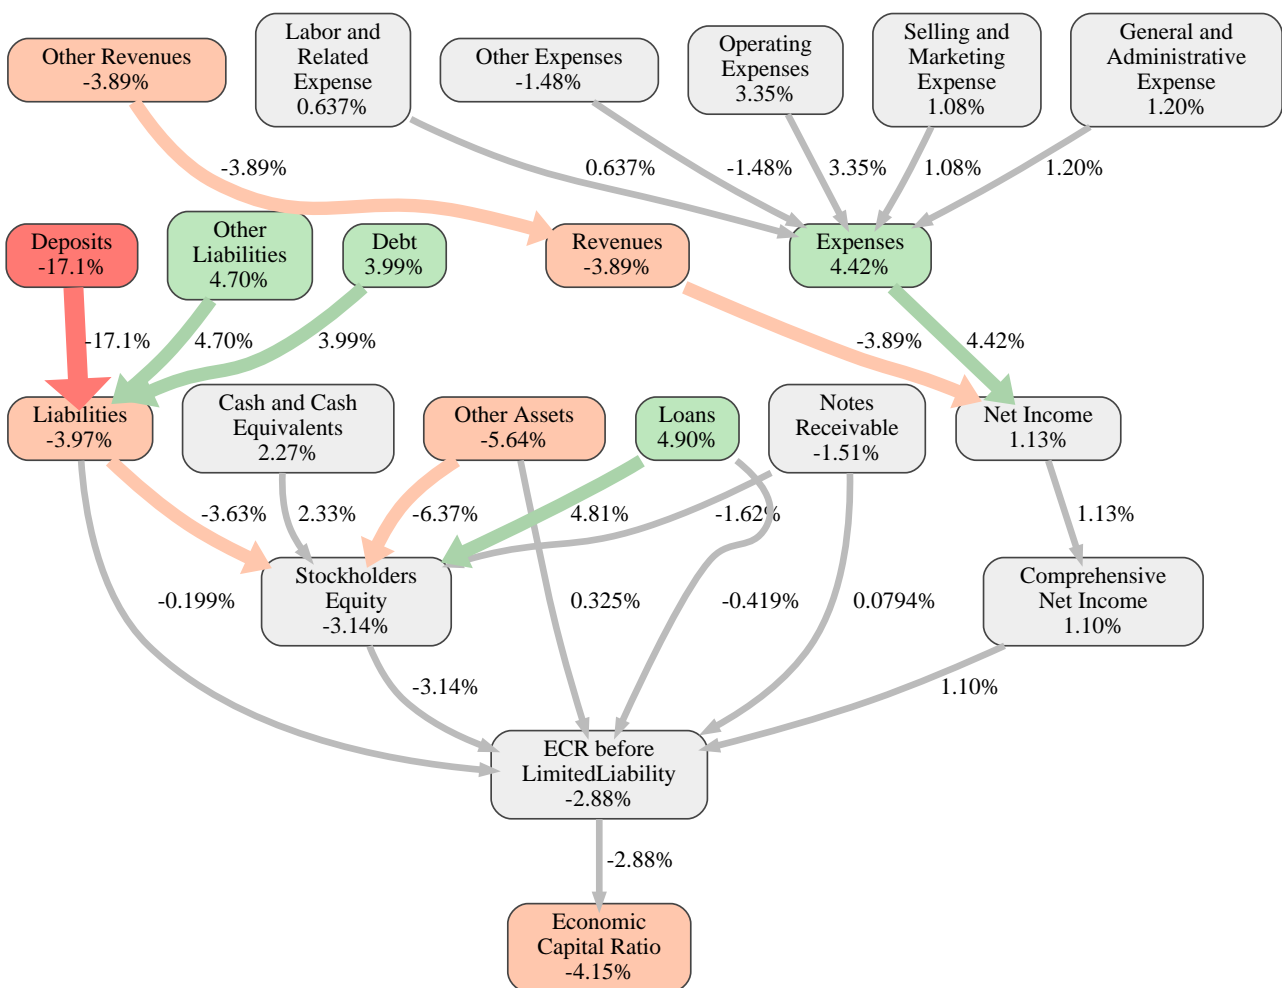 Other Revenues
-3.89%
Labor and
Related
Expense
0.637%
Other Expenses
-1.48%
Operating
Expenses
3.35%
Selling and
Marketing
Expense
1.08%
General and
Administrative
Expense
1.20%
-3.89%
0.637%
-1.48%
3.35%
1.08%
1.20%
Deposits
-17.1%
Other
Liabilities
4.70%
Debt
3.99%
Revenues
-3.89%
Expenses
4.42%
-17.1%
4.70%
3.99%
-3.89%
4.42%
Liabilities
-3.97%
Cash and Cash
Equivalents
2.27%
Other Assets
-5.64%
Loans
4.90%
Notes
Receivable
-1.51%
Net Income
1.13%
-3.63%
2.33%
-6.37%
4.81%
-1.62%
1.13%
Stockholders
Equity
-3.14%
Comprehensive
Net Income
1.10%
-0.199%
0.325%
-0.419%
0.0794%
-3.14%
1.10%
ECR before
LimitedLiability
-2.88%
-2.88%
Economic
Capital Ratio
-4.15%